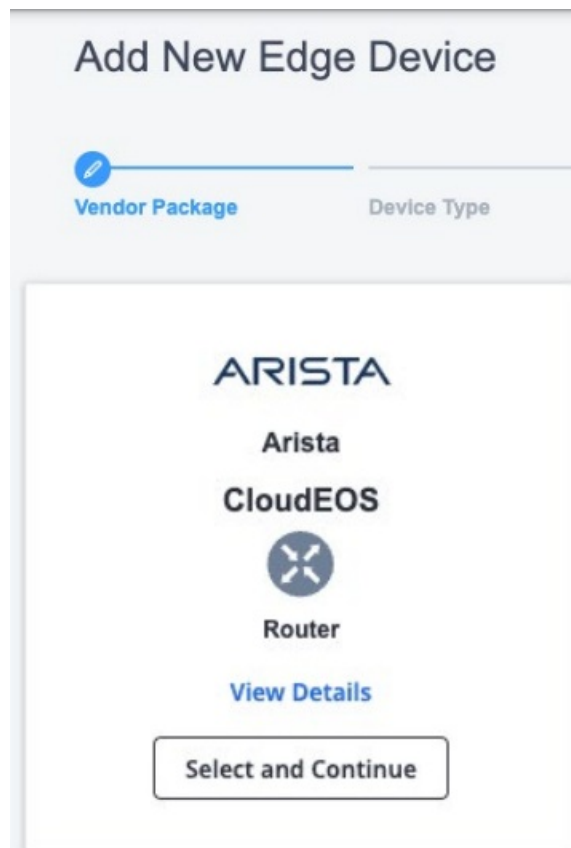 Add New Edge Device
Vendor Package
Device Type
ARISTA
Arista
CloudEOS
Router
View Details
Select and Continue